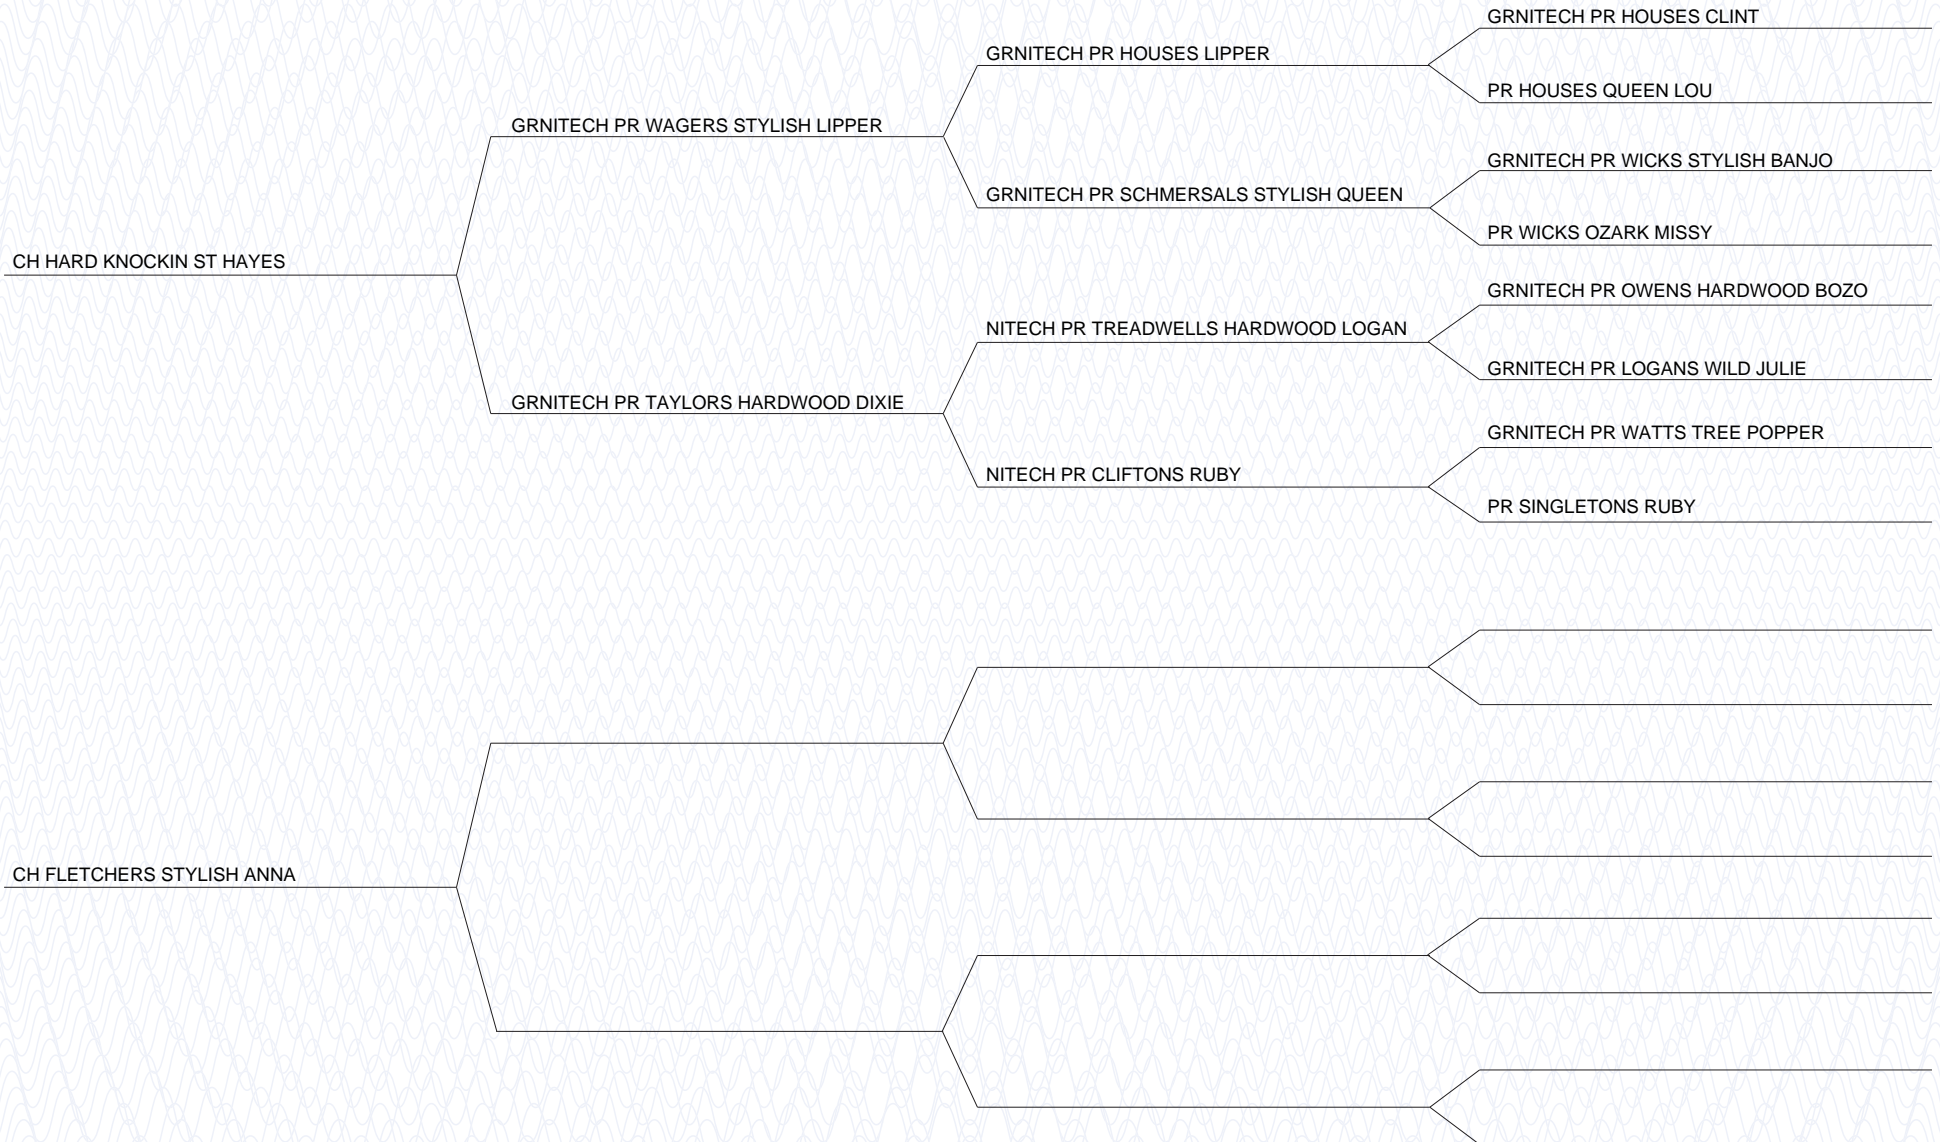 GRNITECH PR HOUSES CLINT
GRNITECH PR HOUSES LIPPER
PR HOUSES QUEEN LOU
GRNITECH PR WAGERS STYLISH LIPPER
GRNITECH PR WICKS STYLISH BANJO
GRNITECH PR SCHMERSALS STYLISH QUEEN
PR WICKS OZARK MISSY
CH HARD KNOCKIN ST HAYES
GRNITECH PR OWENS HARDWOOD BOZO
NITECH PR TREADWELLS HARDWOOD LOGAN
GRNITECH PR LOGANS WILD JULIE
GRNITECH PR TAYLORS HARDWOOD DIXIE
GRNITECH PR WATTS TREE POPPER
NITECH PR CLIFTONS RUBY
PR SINGLETONS RUBY
CH FLETCHERS STYLISH ANNA